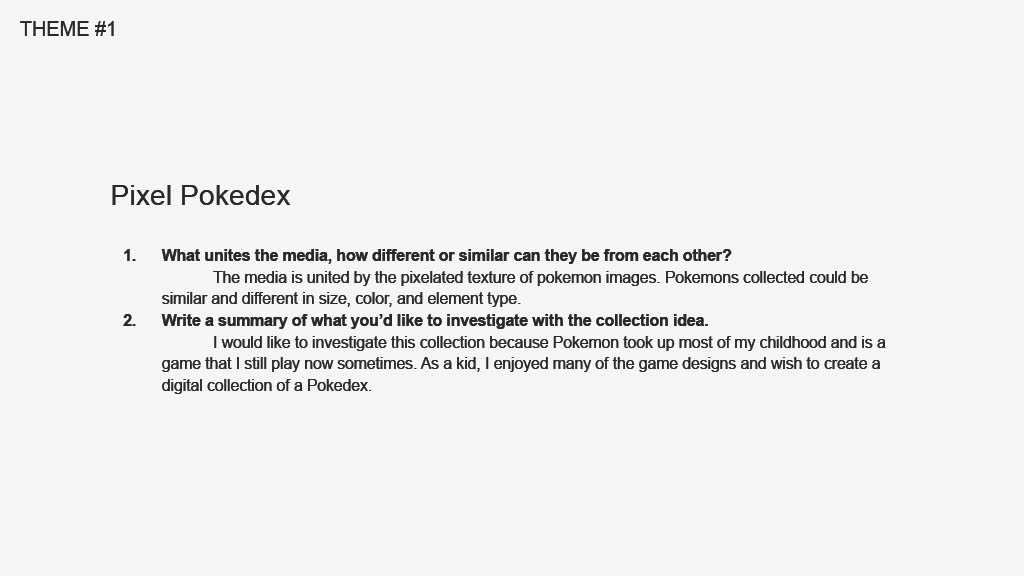 THEME #1
Pixel Pokedex
1. What unites the media, how different or similar can they be from each other?
The media is united by the pixelated texture of pokemon images. Pokemons collected could be
similar and different in size, color, and element type.
2. Write a summary of what you’d like to investigate with the collection idea.
I would like to investigate this collection because Pokemon took up most of my childhood and is a
game that I still play now sometimes. As a kid, I enjoyed many of the game designs and wish to create a
digital collection of a Pokedex.